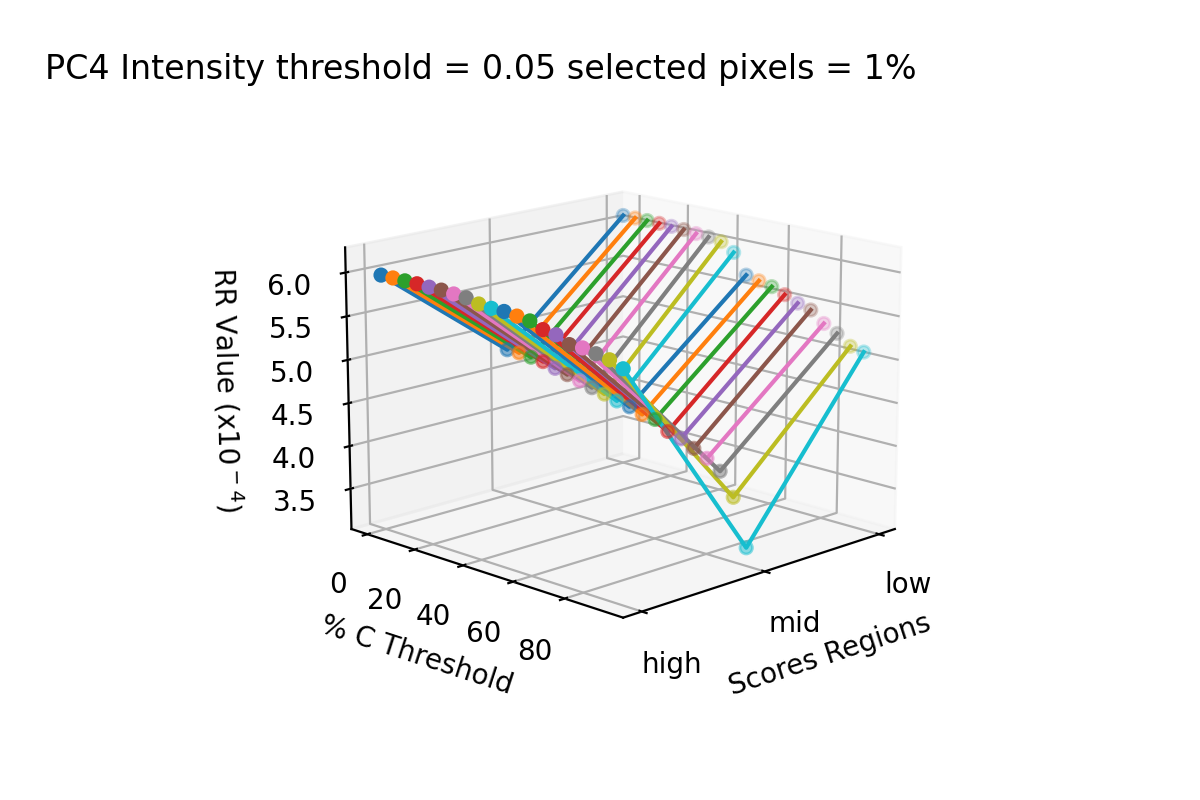 PC4 Intensity threshold = 0.05 selected pixels = 1%
RR Value (x10⁻⁴)
6.0
5.5
5.0
4.5
4.0
3.5
0
20
40
60
80
% C Threshold
high
mid
low
Scores Regions